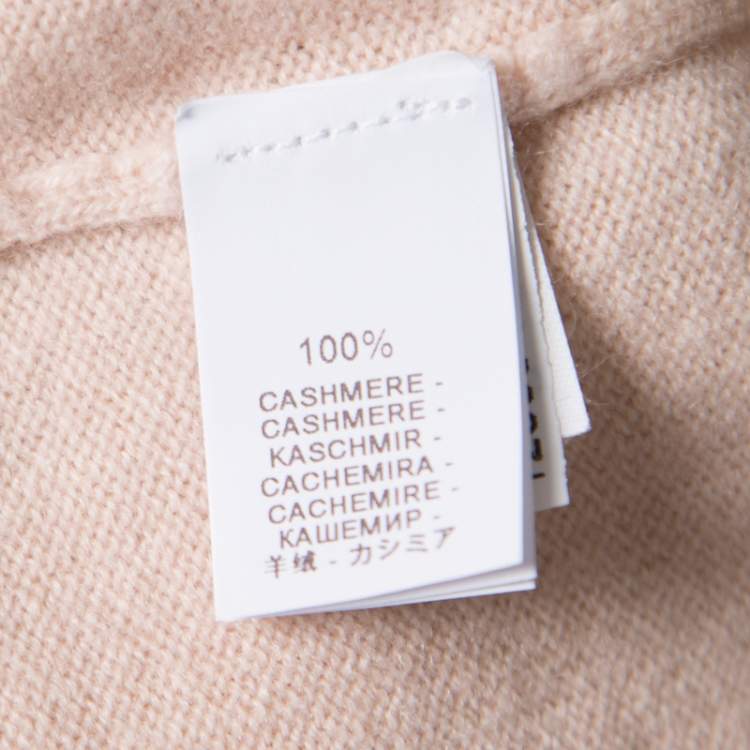 100%
CASHMERE -
CASHMERE -
KASCHMIR -
CACHEMIRA -
CACHEMIRE -
КАШЕМИР -
羊绒 - カシミア